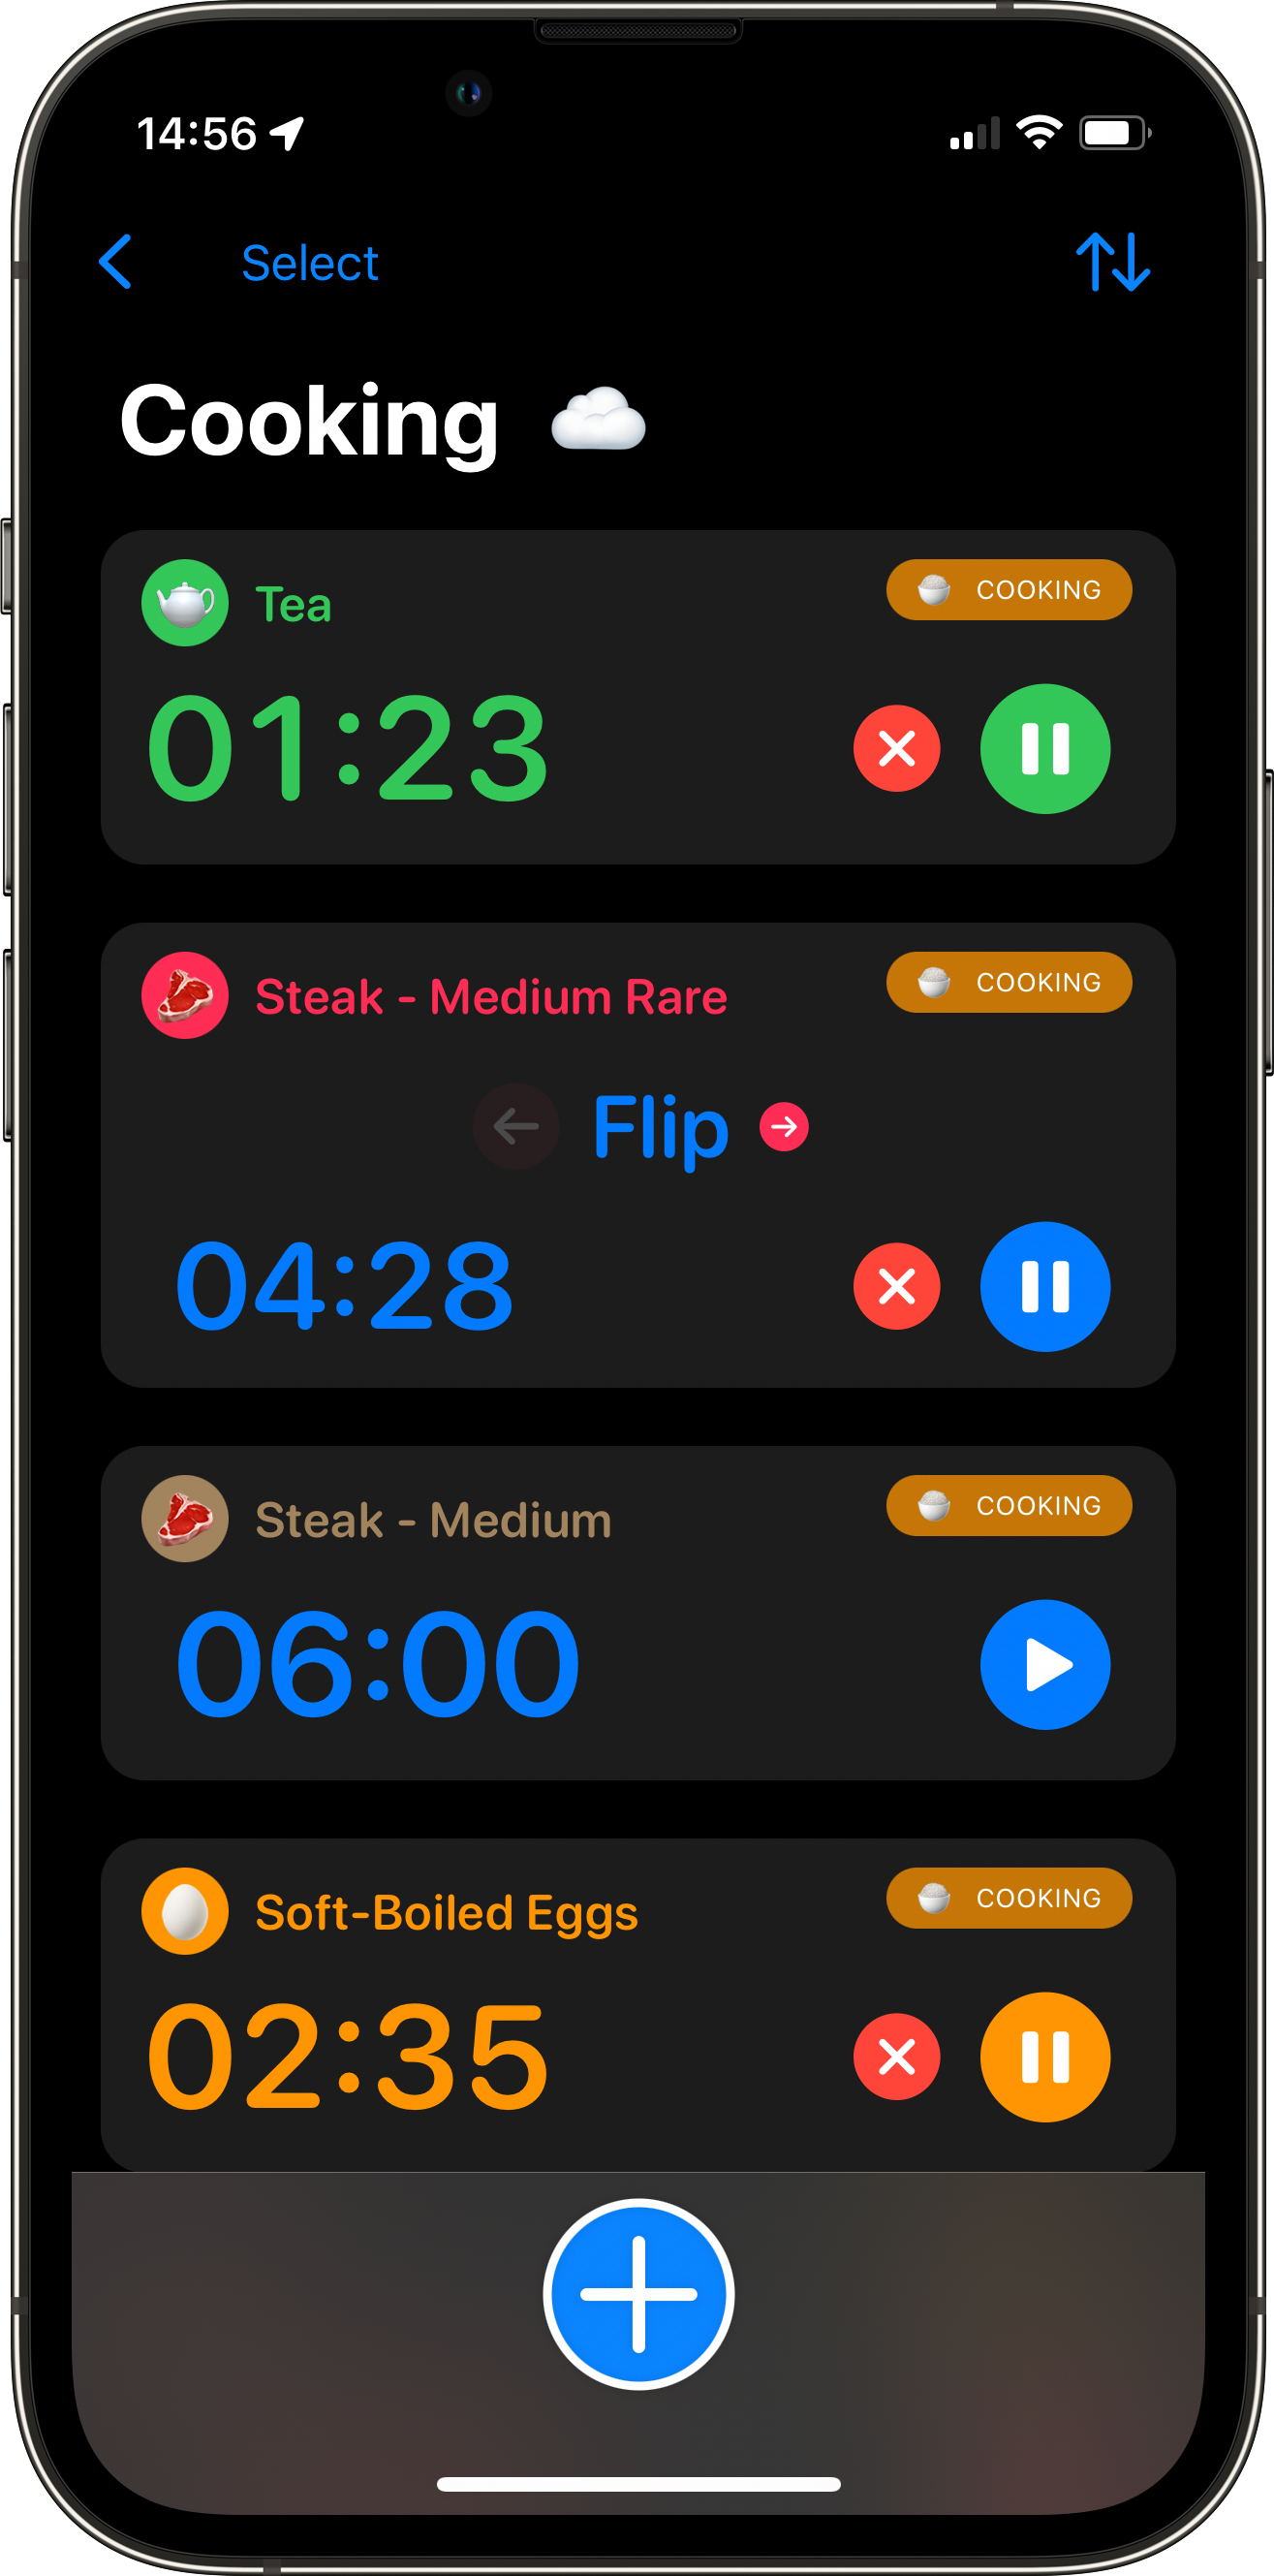 14:56
Select
Cooking
Tea
COOKING
01:23
Steak - Medium Rare
COOKING
Flip
04:28
Steak - Medium
COOKING
06:00
Soft-Boiled Eggs
COOKING
02:35